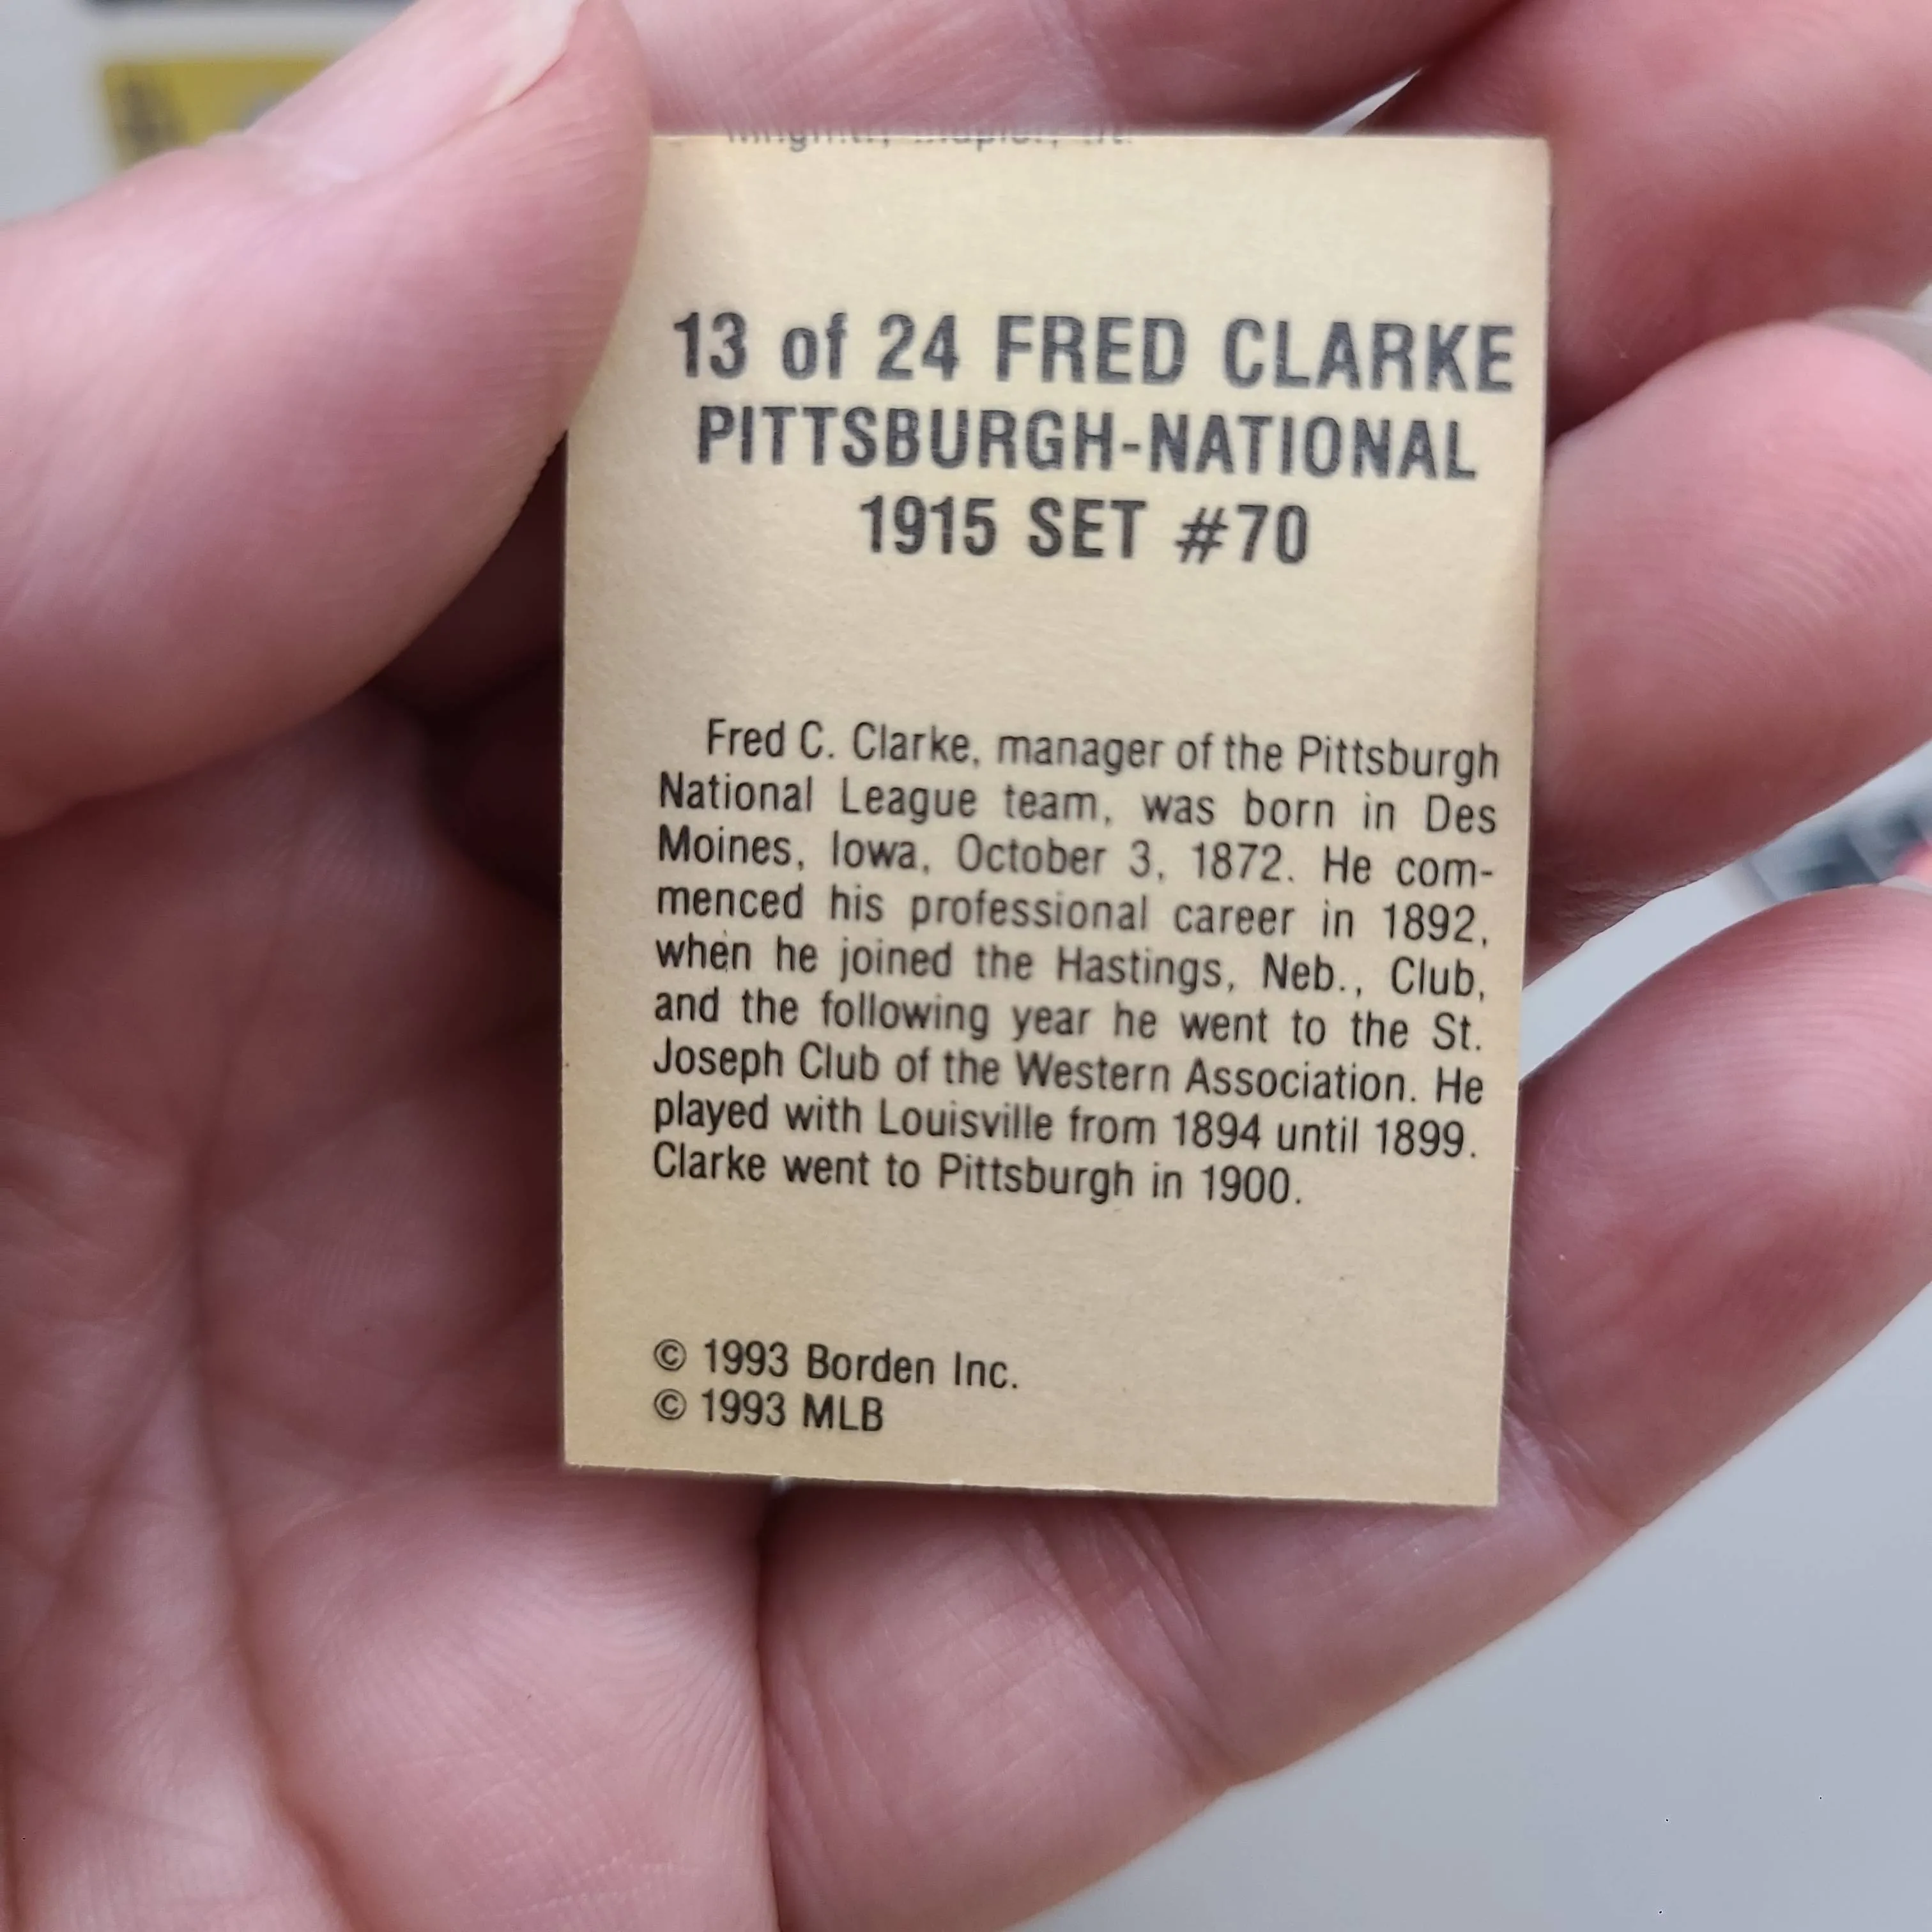 13 of 24 FRED CLARKE
PITTSBURGH-NATIONAL
1915 SET #70
Fred C. Clarke, manager of the Pittsburgh
National League team, was born in Des
Moines, Iowa, October 3, 1872. He com-
menced his professional career in 1892,
when he joined the Hastings, Neb., Club,
and the following year he went to the St.
Joseph Club of the Western Association. He
played with Louisville from 1894 until 1899.
Clarke went to Pittsburgh in 1900.
© 1993 Borden Inc.
© 1993 MLB